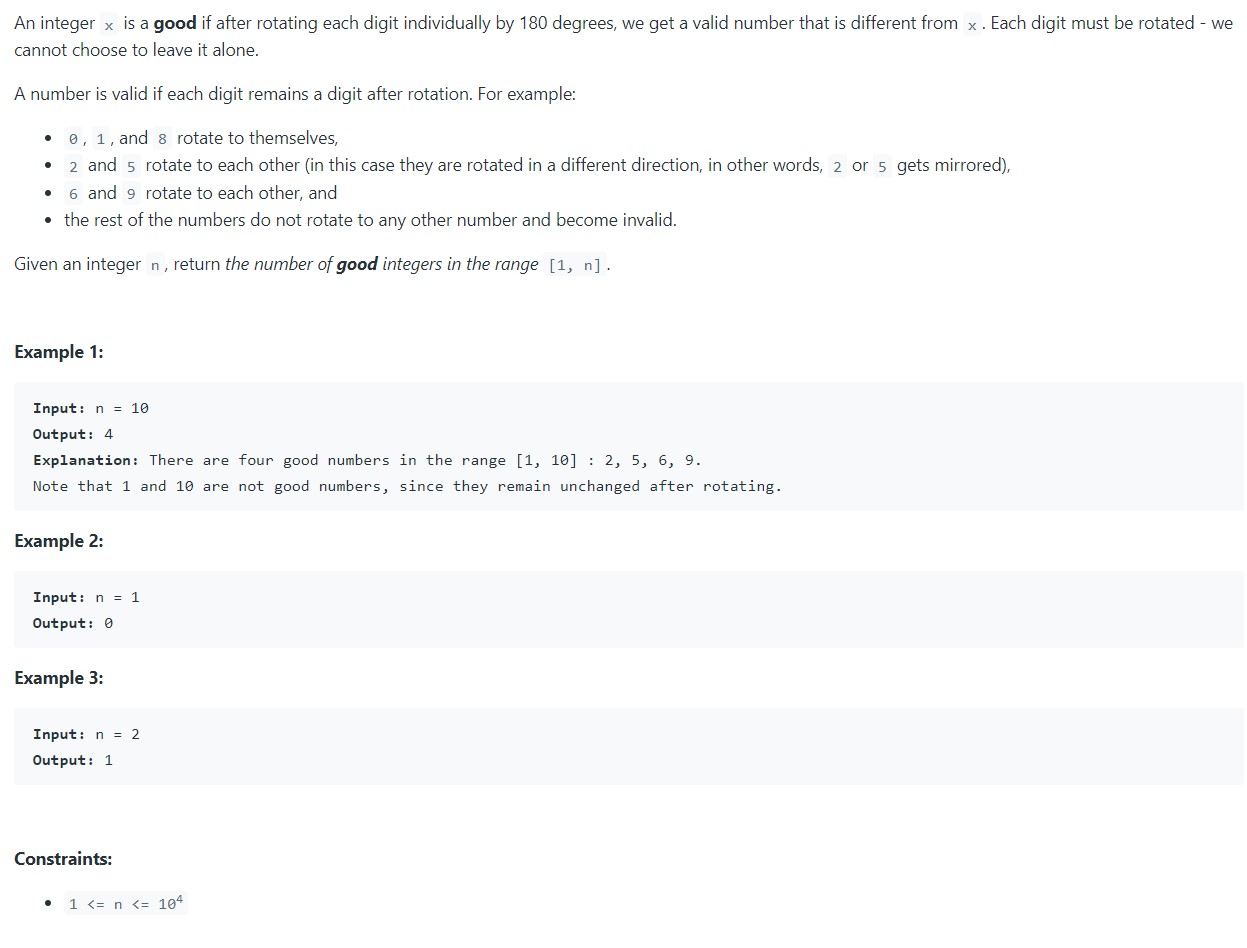 An integer x is a good if after rotating each digit individually by 180 degrees, we get a valid number that is different from x . Each digit must be rotated - we
cannot choose to leave it alone.
A number is valid if each digit remains a digit after rotation. For example:
• 0 , 1 , and 8 rotate to themselves,
• 2 and 5 rotate to each other (in this case they are rotated in a different direction, in other words, 2 or 5 gets mirrored),
• 6 and 9 rotate to each other, and
• the rest of the numbers do not rotate to any other number and become invalid.
Given an integer n , return the number of good integers in the range [1, n] .
Example 1:
Input: n = 10
Output: 4
Explanation: There are four good numbers in the range [1, 10] : 2, 5, 6, 9.
Note that 1 and 10 are not good numbers, since they remain unchanged after rotating.
Example 2:
Input: n = 1
Output: 0
Example 3:
Input: n = 2
Output: 1
Constraints:
• 1 <= n <= 10⁴